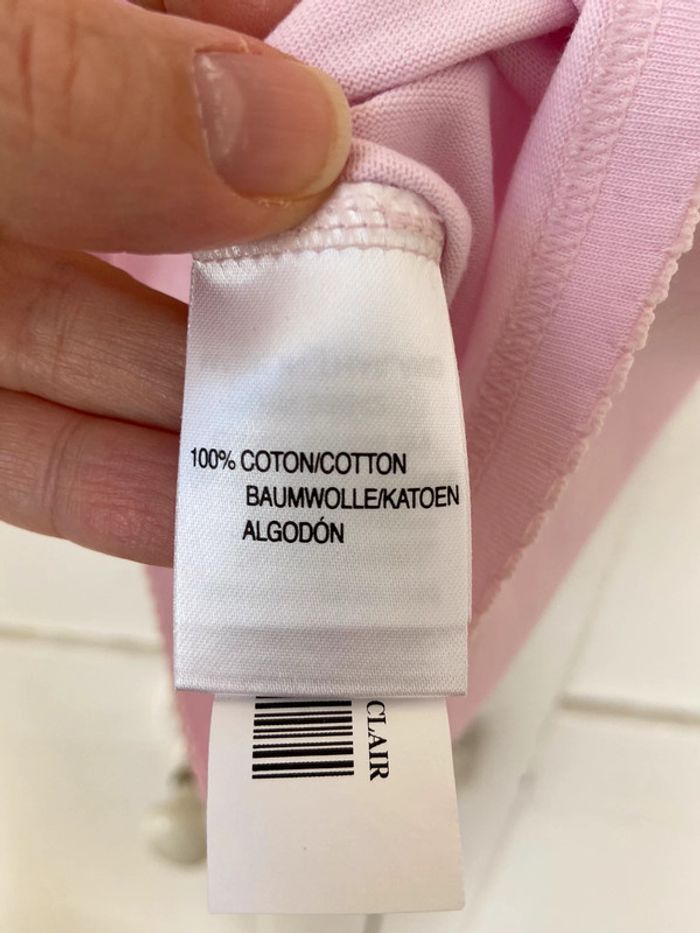 100% COTON/COTTON
BAUMWOLLE/KATOEN
ALGODÓN
CLAIR